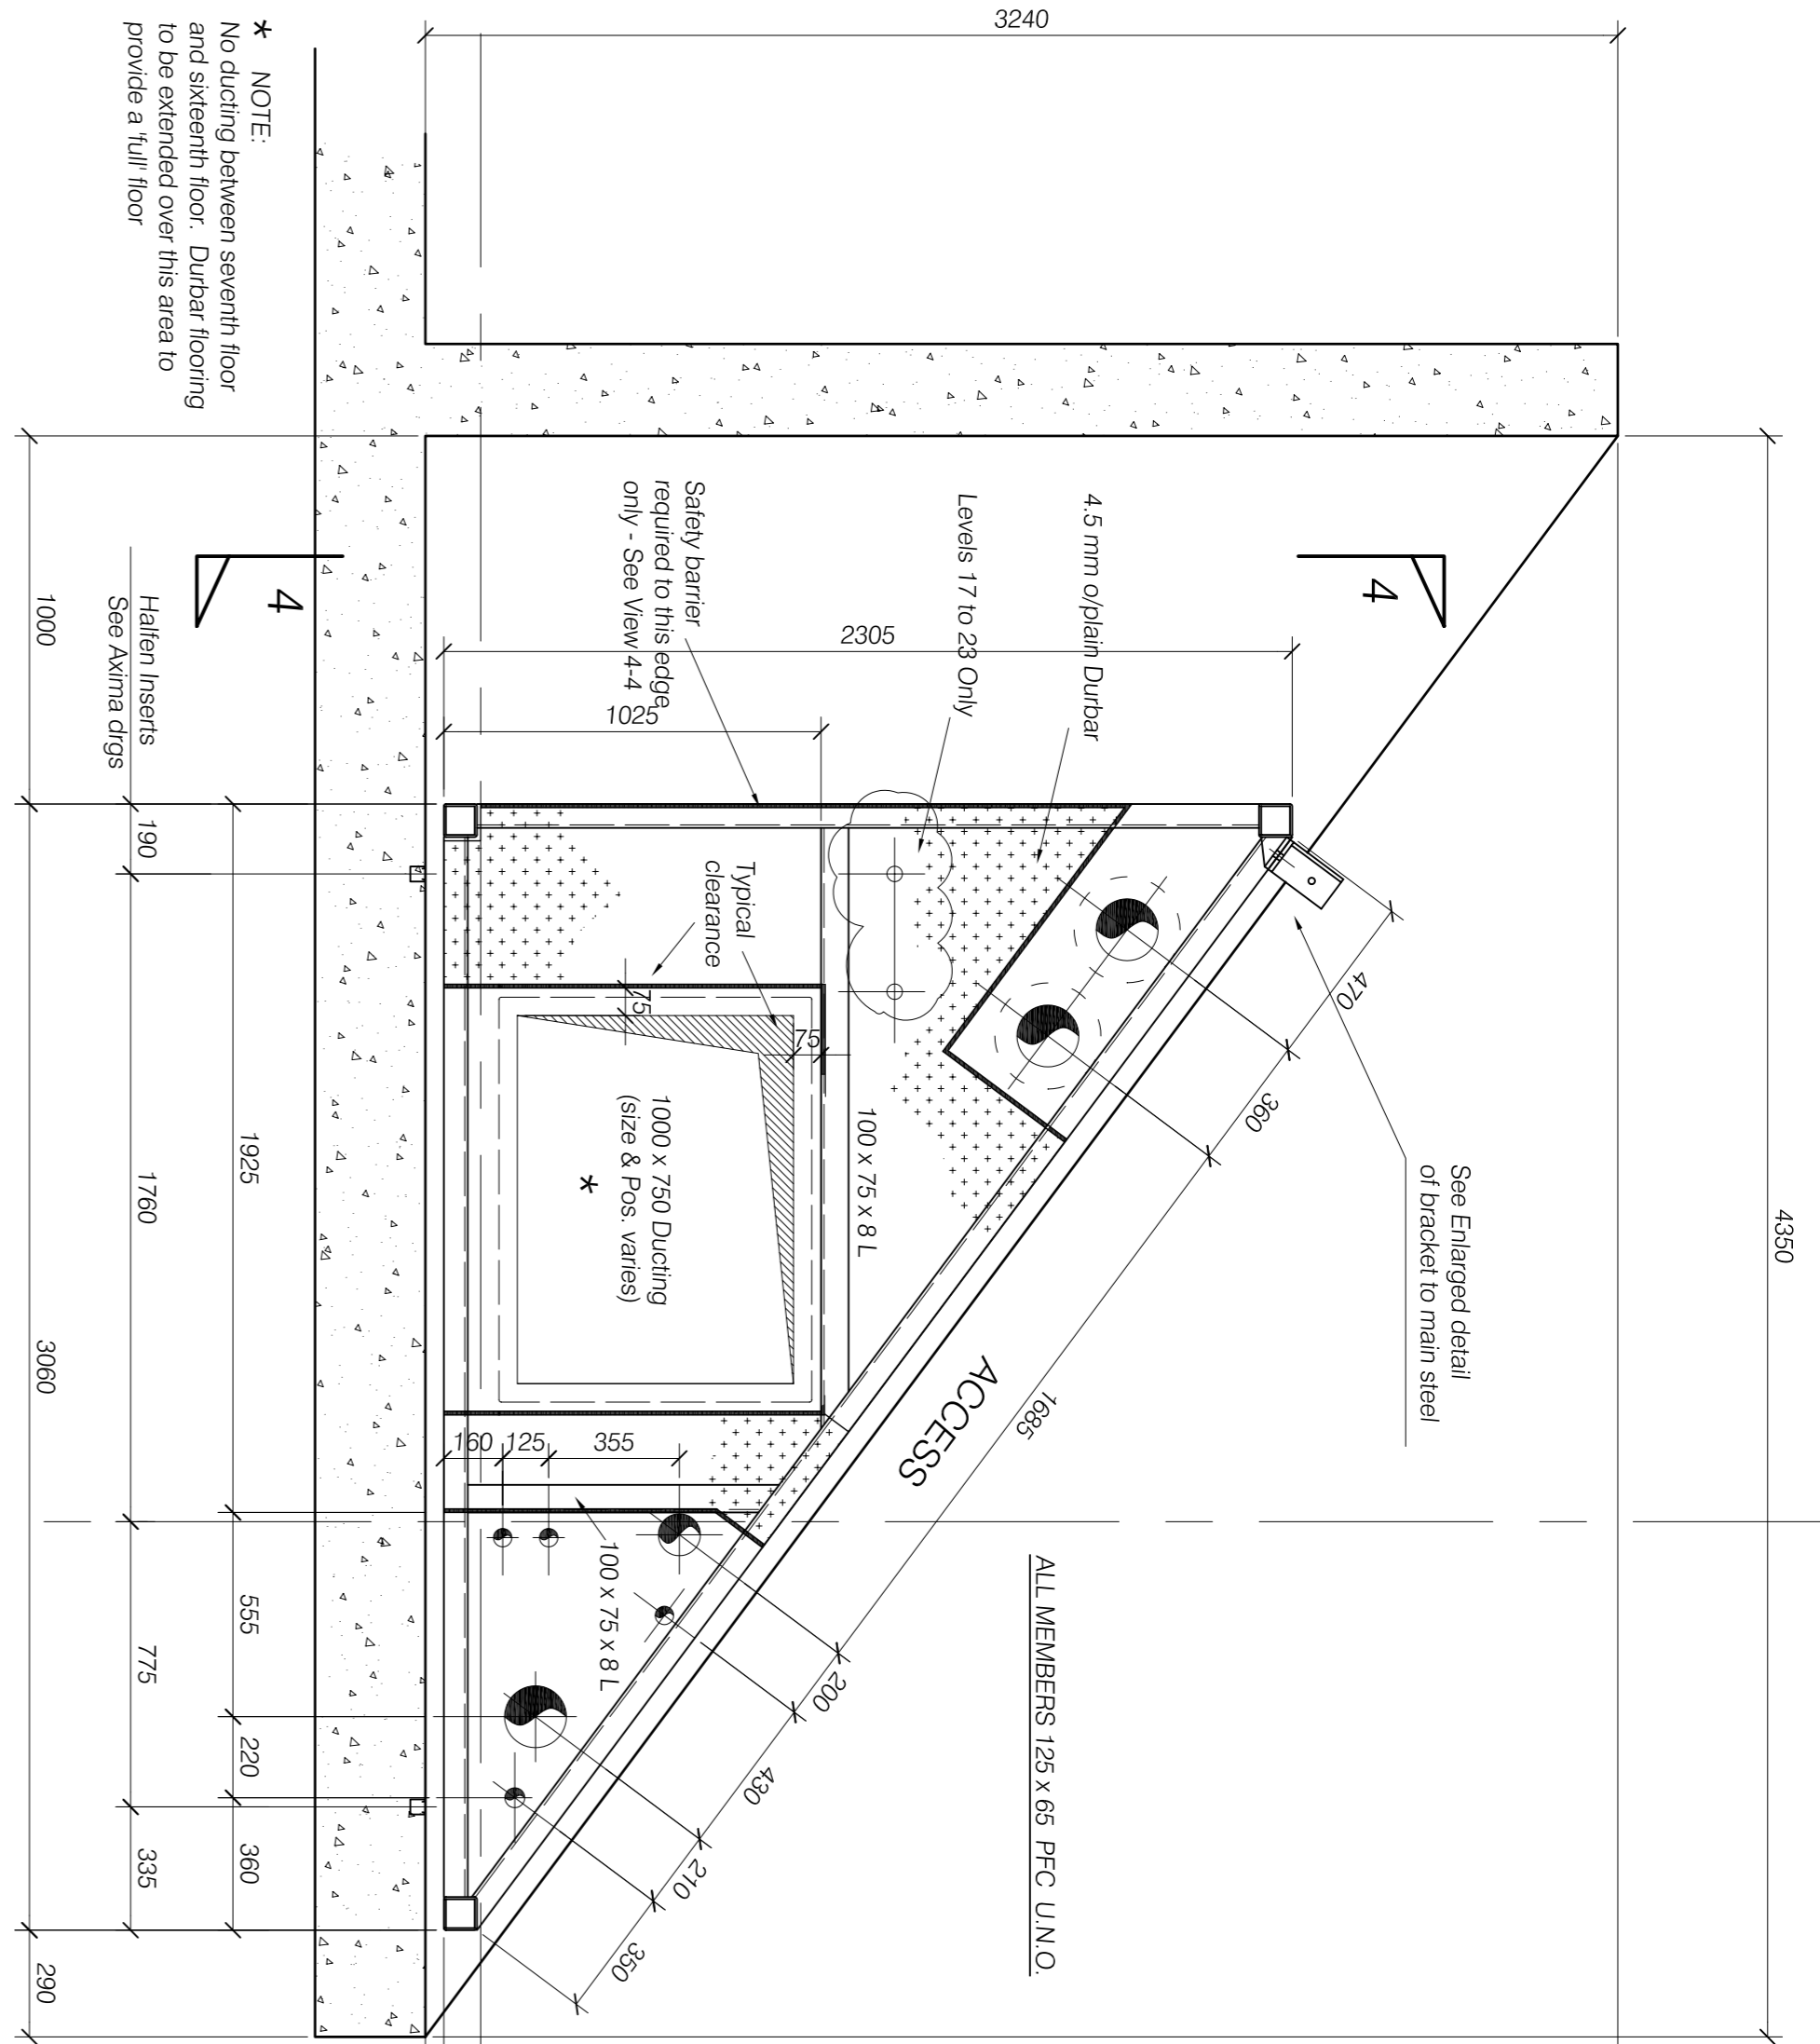 3240
4350
* NOTE:
No ducting between seventh floor
and sixteenth floor. Durbar flooring
to be extended over this area to
provide a 'full' floor
4
4
Halfen Inserts
See Axima drgs
Safety barrier
required to this edge
only - See View 4-4
Levels 17 to 23 Only
4.5 mm o/plain Durbar
2305
1025
Typical
clearance
75
75
1000 x 750 Ducting
(size & Pos. varies)
*
100 x 75 x 8 L
See Enlarged detail
of bracket to main steel
ACCESS
470
360
1685
200
430
210
350
160
125
355
100 x 75 x 8 L
ALL MEMBERS 125 x 65 PFC U.N.O.
1925
555
220
360
190
1760
775
335
1000
3060
290